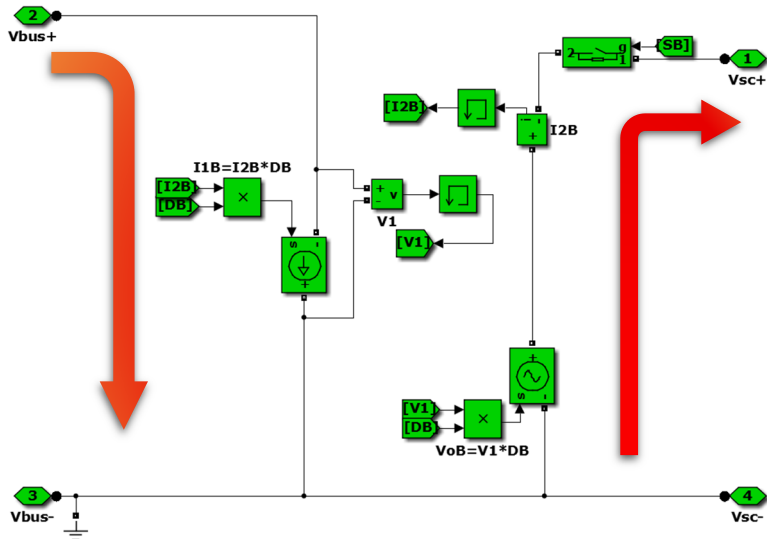 2
Vbus+
2
g
1
[SB]
1
Vsc+
[I2B]
i
-
+
I2B
I1B=I2B*DB
[I2B]
[DB]
×
+
-
v
V1
[V1]
s
-
+
+
s
-
[V1]
[DB]
×
VoB=V1*DB
3
Vbus-
4
Vsc-